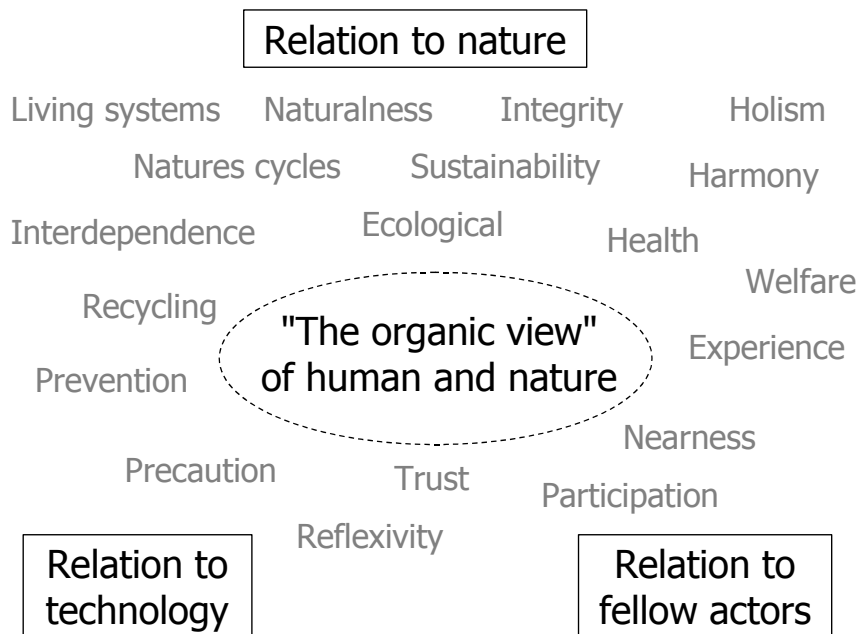 Relation to nature
Living systems Naturalness Integrity Holism
Natures cycles Sustainability Harmony
Interdependence Ecological Health
Recycling Welfare
"The organic view"
of human and nature
Experience
Prevention
Nearness
Precaution Trust Participation
Reflexivity
Relation to
technology
Relation to
fellow actors